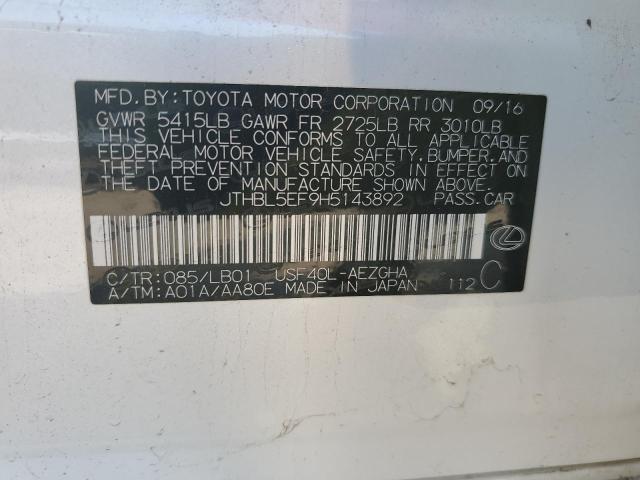 MFD.BY:TOYOTA MOTOR CORPORATION 09/16
GVWR 5415LB GAWR FR 2725LB RR 3010LB
THIS VEHICLE CONFORMS TO ALL APPLICABLE
FEDERAL MOTOR VEHICLE SAFETY,BUMPER,AND
THEFT PREVENTION STANDARDS IN EFFECT ON
THE DATE OF MANUFACTURE SHOWN ABOVE.
JTHBL5EF9H5143892 PASS.CAR
C/TR:085/LB01 USF40L-AEZGHA
A/TM:A01A/AA80E MADE IN JAPAN 112 C